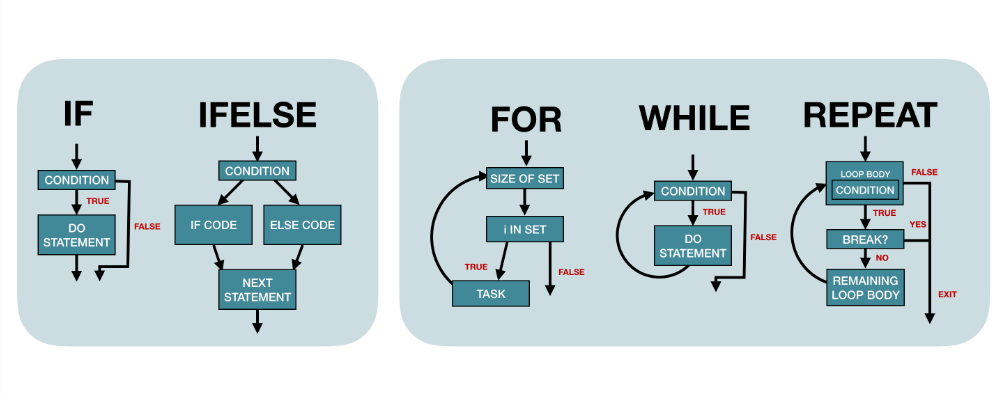 IF
CONDITION
TRUE
DO
STATEMENT
FALSE
IFELSE
CONDITION
IF CODE
ELSE CODE
NEXT
STATEMENT
FOR
SIZE OF SET
i IN SET
TRUE
FALSE
TASK
WHILE
CONDITION
TRUE
DO
STATEMENT
FALSE
REPEAT
LOOP BODY
CONDITION
FALSE
TRUE
YES
BREAK?
NO
REMAINING
LOOP BODY
EXIT